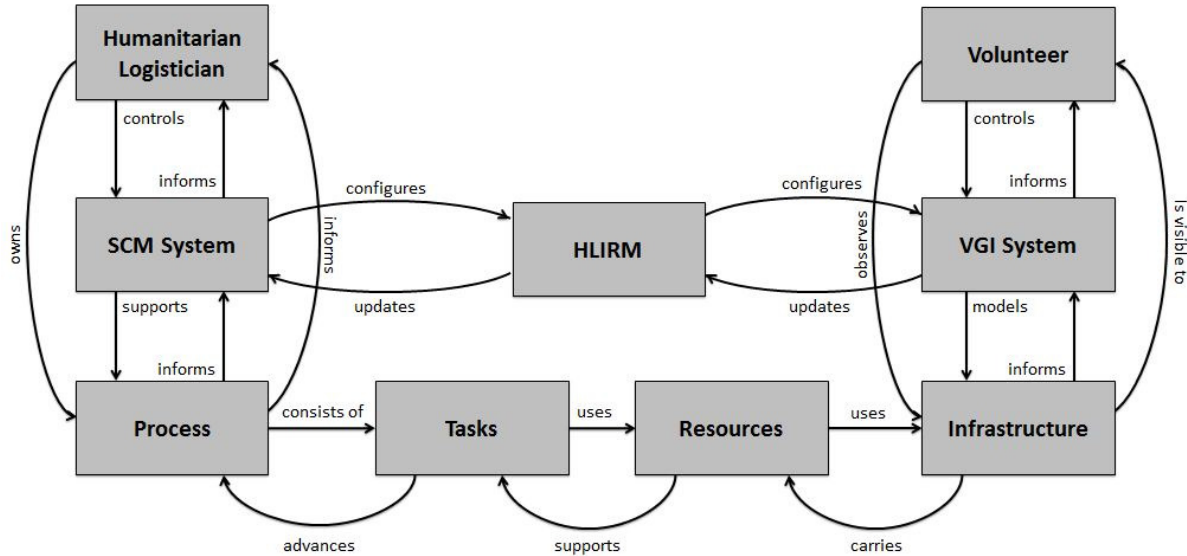 Humanitarian
Logistician
Volunteer
controls
controls
informs
configures
configures
informs
owns
SCM System
informs
HLIRM
observes
VGI System
Is visible to
supports
updates
updates
models
informs
informs
Process
consists of
Tasks
uses
Resources
uses
Infrastructure
advances
supports
carries